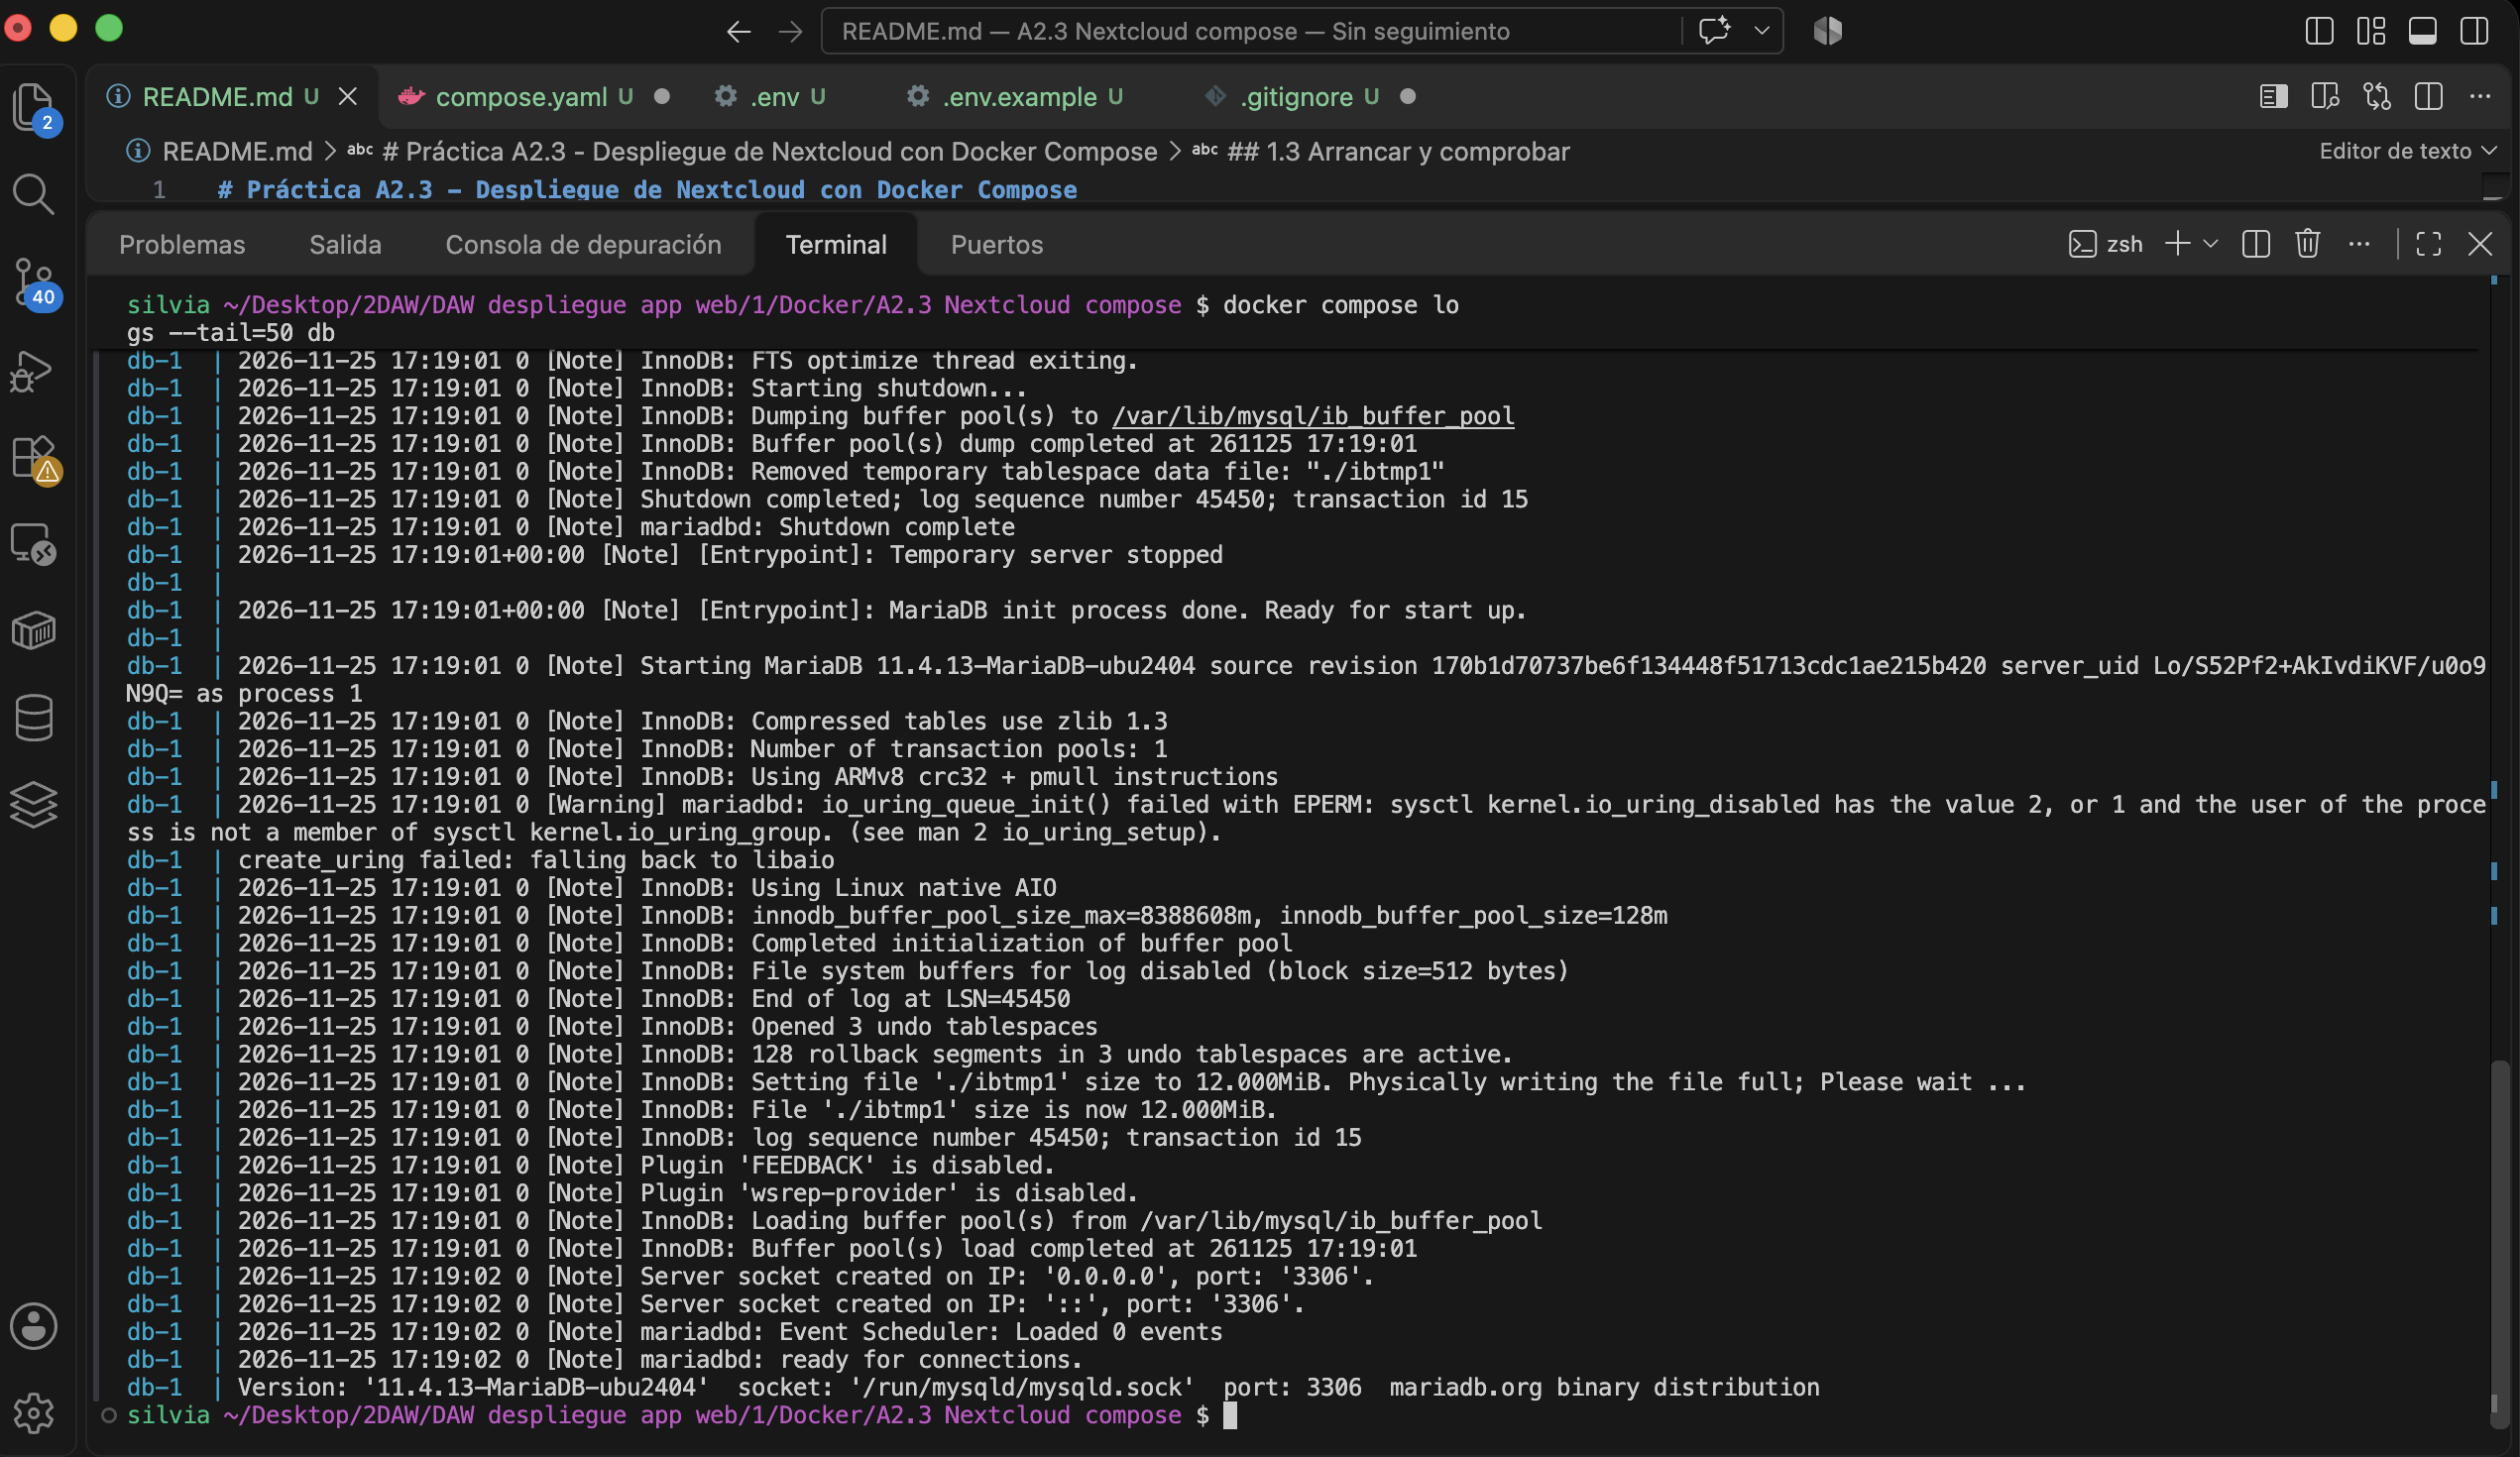 README.md — A2.3 Nextcloud compose — Sin seguimiento
2
40
README.md U
compose.yaml U
.env U
.env.example U
.gitignore U
README.md > abc # Práctica A2.3 - Despliegue de Nextcloud con Docker Compose > abc ## 1.3 Arrancar y comprobar
Editor de texto
1 # Práctica A2.3 - Despliegue de Nextcloud con Docker Compose
Problemas Salida Consola de depuración Terminal Puertos
zsh
silvia ~/Desktop/2DAW/DAW despliegue app web/1/Docker/A2.3 Nextcloud compose $ docker compose lo
gs --tail=50 db
db-1 | 2026-11-25 17:19:01 0 [Note] InnoDB: FTS optimize thread exiting.
db-1 | 2026-11-25 17:19:01 0 [Note] InnoDB: Starting shutdown...
db-1 | 2026-11-25 17:19:01 0 [Note] InnoDB: Dumping buffer pool(s) to /var/lib/mysql/ib_buffer_pool
db-1 | 2026-11-25 17:19:01 0 [Note] InnoDB: Buffer pool(s) dump completed at 261125 17:19:01
db-1 | 2026-11-25 17:19:01 0 [Note] InnoDB: Removed temporary tablespace data file: "./ibtmp1"
db-1 | 2026-11-25 17:19:01 0 [Note] Shutdown completed; log sequence number 45450; transaction id 15
db-1 | 2026-11-25 17:19:01 0 [Note] mariadbd: Shutdown complete
db-1 | 2026-11-25 17:19:01+00:00 [Note] [Entrypoint]: Temporary server stopped
db-1 |
db-1 | 2026-11-25 17:19:01+00:00 [Note] [Entrypoint]: MariaDB init process done. Ready for start up.
db-1 |
db-1 | 2026-11-25 17:19:01 0 [Note] Starting MariaDB 11.4.13-MariaDB-ubu2404 source revision 170b1d70737be6f134448f51713cdc1ae215b420 server_uid Lo/S52Pf2+AkIvdiKVF/u0o9
N9Q= as process 1
db-1 | 2026-11-25 17:19:01 0 [Note] InnoDB: Compressed tables use zlib 1.3
db-1 | 2026-11-25 17:19:01 0 [Note] InnoDB: Number of transaction pools: 1
db-1 | 2026-11-25 17:19:01 0 [Note] InnoDB: Using ARMv8 crc32 + pmull instructions
db-1 | 2026-11-25 17:19:01 0 [Warning] mariadbd: io_uring_queue_init() failed with EPERM: sysctl kernel.io_uring_disabled has the value 2, or 1 and the user of the proce
ss is not a member of sysctl kernel.io_uring_group. (see man 2 io_uring_setup).
db-1 | create_uring failed: falling back to libaio
db-1 | 2026-11-25 17:19:01 0 [Note] InnoDB: Using Linux native AIO
db-1 | 2026-11-25 17:19:01 0 [Note] InnoDB: innodb_buffer_pool_size_max=8388608m, innodb_buffer_pool_size=128m
db-1 | 2026-11-25 17:19:01 0 [Note] InnoDB: Completed initialization of buffer pool
db-1 | 2026-11-25 17:19:01 0 [Note] InnoDB: File system buffers for log disabled (block size=512 bytes)
db-1 | 2026-11-25 17:19:01 0 [Note] InnoDB: End of log at LSN=45450
db-1 | 2026-11-25 17:19:01 0 [Note] InnoDB: Opened 3 undo tablespaces
db-1 | 2026-11-25 17:19:01 0 [Note] InnoDB: 128 rollback segments in 3 undo tablespaces are active.
db-1 | 2026-11-25 17:19:01 0 [Note] InnoDB: Setting file './ibtmp1' size to 12.000MiB. Physically writing the file full; Please wait ...
db-1 | 2026-11-25 17:19:01 0 [Note] InnoDB: File './ibtmp1' size is now 12.000MiB.
db-1 | 2026-11-25 17:19:01 0 [Note] InnoDB: log sequence number 45450; transaction id 15
db-1 | 2026-11-25 17:19:01 0 [Note] Plugin 'FEEDBACK' is disabled.
db-1 | 2026-11-25 17:19:01 0 [Note] Plugin 'wsrep-provider' is disabled.
db-1 | 2026-11-25 17:19:01 0 [Note] InnoDB: Loading buffer pool(s) from /var/lib/mysql/ib_buffer_pool
db-1 | 2026-11-25 17:19:01 0 [Note] InnoDB: Buffer pool(s) load completed at 261125 17:19:01
db-1 | 2026-11-25 17:19:02 0 [Note] Server socket created on IP: '0.0.0.0', port: '3306'.
db-1 | 2026-11-25 17:19:02 0 [Note] Server socket created on IP: '::', port: '3306'.
db-1 | 2026-11-25 17:19:02 0 [Note] mariadbd: Event Scheduler: Loaded 0 events
db-1 | 2026-11-25 17:19:02 0 [Note] mariadbd: ready for connections.
db-1 | Version: '11.4.13-MariaDB-ubu2404' socket: '/run/mysqld/mysqld.sock' port: 3306 mariadb.org binary distribution
silvia ~/Desktop/2DAW/DAW despliegue app web/1/Docker/A2.3 Nextcloud compose $